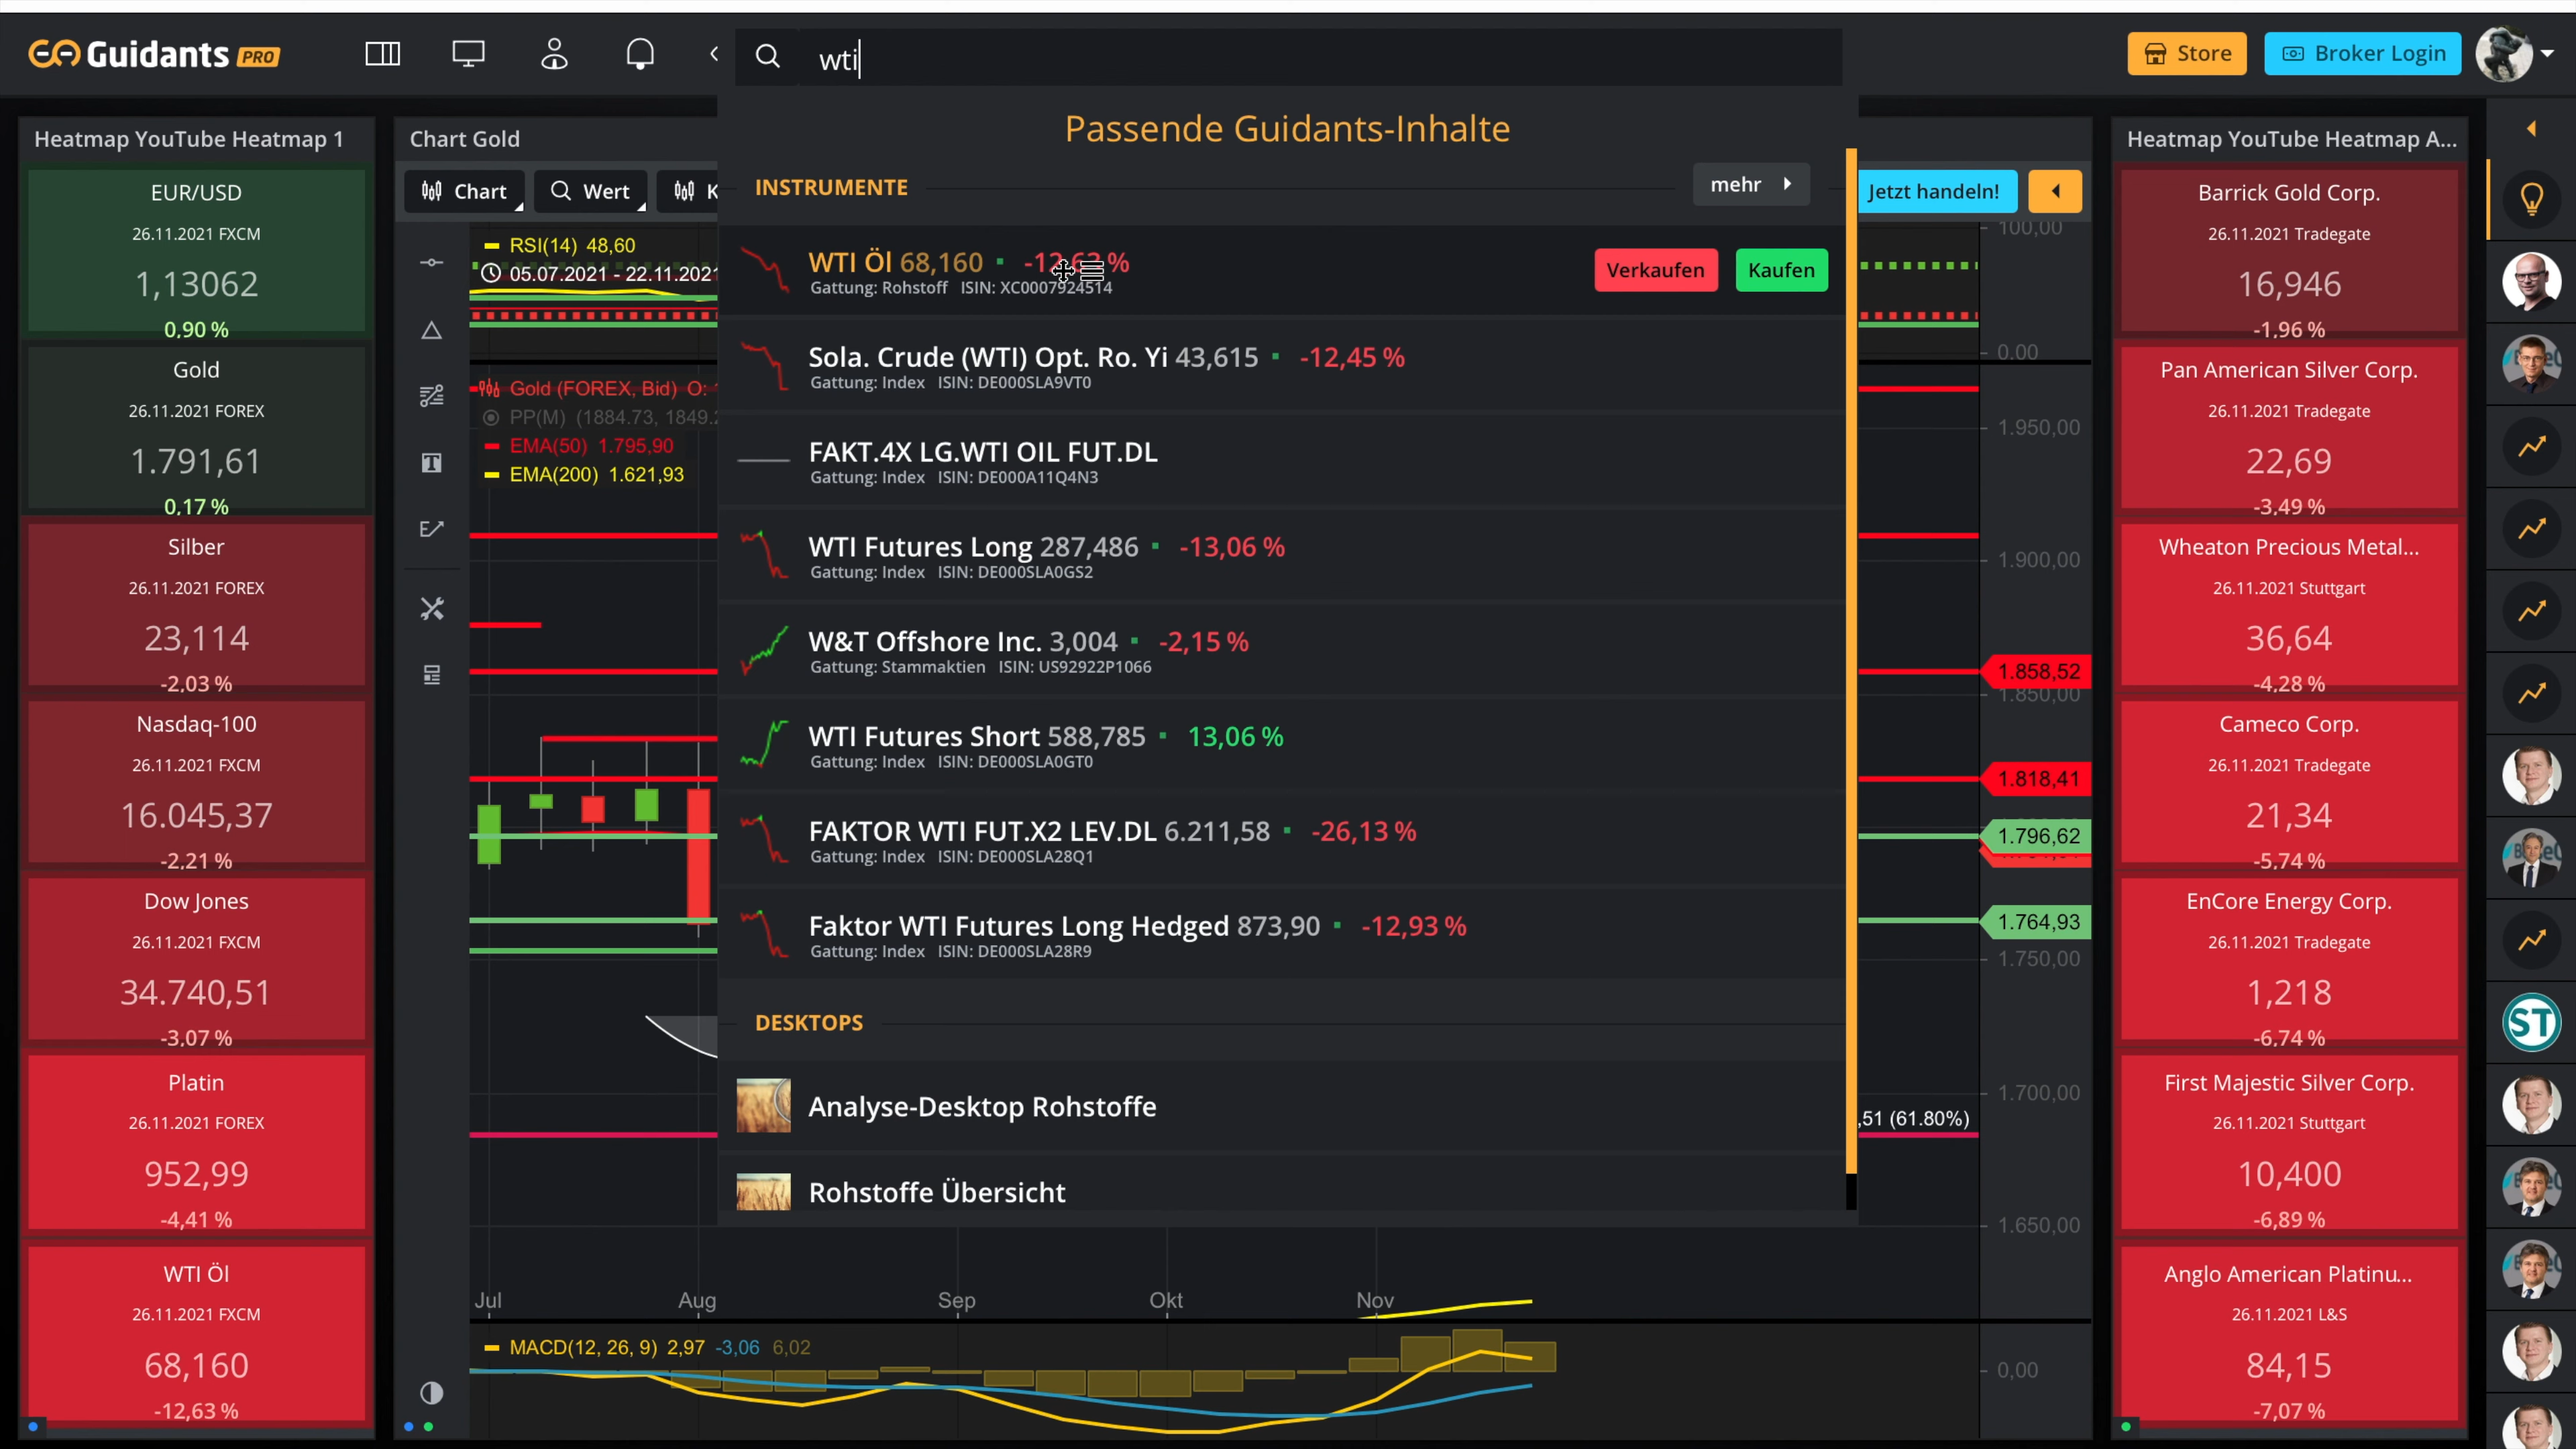 Guidants PRO
wti
Store
Broker Login
Heatmap YouTube Heatmap 1
EUR/USD
26.11.2021 FXCM
1,13062
0,90 %
Gold
26.11.2021 FOREX
1.791,61
0,17 %
Silber
26.11.2021 FOREX
23,114
-2,03 %
Nasdaq-100
26.11.2021 FXCM
16.045,37
-2,21 %
Dow Jones
26.11.2021 FXCM
34.740,51
-3,07 %
Platin
26.11.2021 FOREX
952,99
-4,41 %
WTI Öl
26.11.2021 FXCM
68,160
-12,63 %
Chart Gold
Chart
Wert
K
RSI(14) 48,60
05.07.2021 - 22.11.2021
Gold (FOREX, Bid) O:
PP(M) (1884.73, 1849.2
EMA(50) 1.795,90
EMA(200) 1.621,93
Passende Guidants-Inhalte
INSTRUMENTE
mehr
WTI Öl 68,160 -12,63 %
Gattung: Rohstoff ISIN: XC0007924514
Verkaufen
Kaufen
Sola. Crude (WTI) Opt. Ro. Yi 43,615 -12,45 %
Gattung: Index ISIN: DE000SLA9VT0
FAKT.4X LG.WTI OIL FUT.DL
Gattung: Index ISIN: DE000A11Q4N3
WTI Futures Long 287,486 -13,06 %
Gattung: Index ISIN: DE000SLA0GS2
W&T Offshore Inc. 3,004 -2,15 %
Gattung: Stammaktien ISIN: US92922P1066
WTI Futures Short 588,785 13,06 %
Gattung: Index ISIN: DE000SLA0GT0
FAKTOR WTI FUT.X2 LEV.DL 6.211,58 -26,13 %
Gattung: Index ISIN: DE000SLA28Q1
Faktor WTI Futures Long Hedged 873,90 -12,93 %
Gattung: Index ISIN: DE000SLA28R9
DESKTOPS
Analyse-Desktop Rohstoffe
Rohstoffe Übersicht
Jetzt handeln!
100,00
0.00
1.950,00
1.900,00
1.858,52
1.850,00
1.818,41
1.796,62
1.764,93
1.750,00
1.700,00
,51 (61.80%)
1.650,00
Jul
Aug
Sep
Okt
Nov
MACD(12, 26, 9) 2,97 -3,06 6,02
0,00
Heatmap YouTube Heatmap A...
Barrick Gold Corp.
26.11.2021 Tradegate
16,946
-1,96 %
Pan American Silver Corp.
26.11.2021 Tradegate
22,69
-3,49 %
Wheaton Precious Metal...
26.11.2021 Stuttgart
36,64
-4,28 %
Cameco Corp.
26.11.2021 Tradegate
21,34
-5,74 %
EnCore Energy Corp.
26.11.2021 Tradegate
1,218
-6,74 %
First Majestic Silver Corp.
26.11.2021 Stuttgart
10,400
-6,89 %
Anglo American Platinu...
26.11.2021 L&S
84,15
-7,07 %
ST